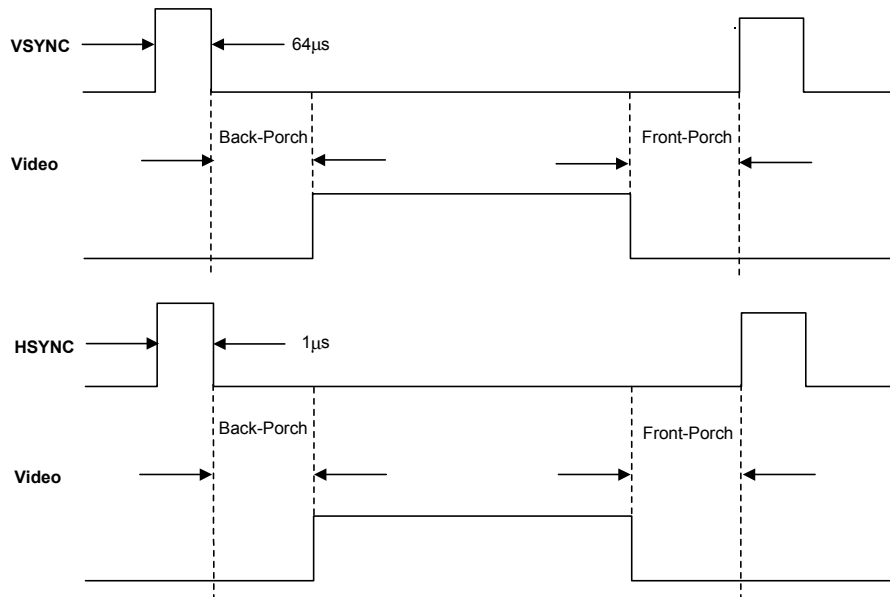 VSYNC
64μs
Back-Porch
Front-Porch
Video
HSYNC
1μs
Back-Porch
Front-Porch
Video